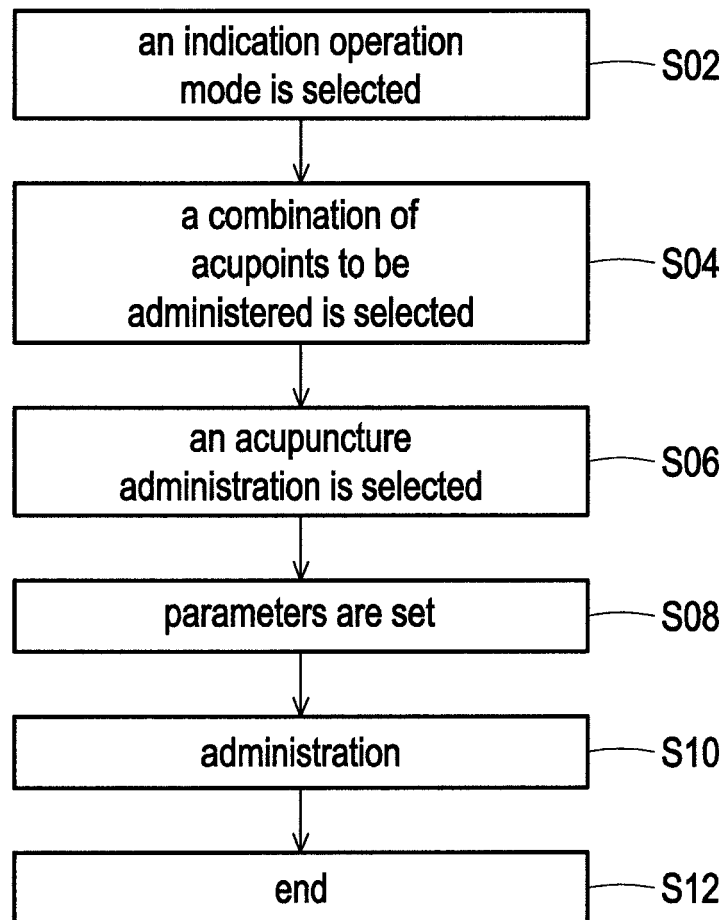 an indication operation
mode is selected
S02
a combination of
acupoints to be
administered is selected
S04
an acupuncture
administration is selected
S06
parameters are set
S08
administration
S10
end
S12